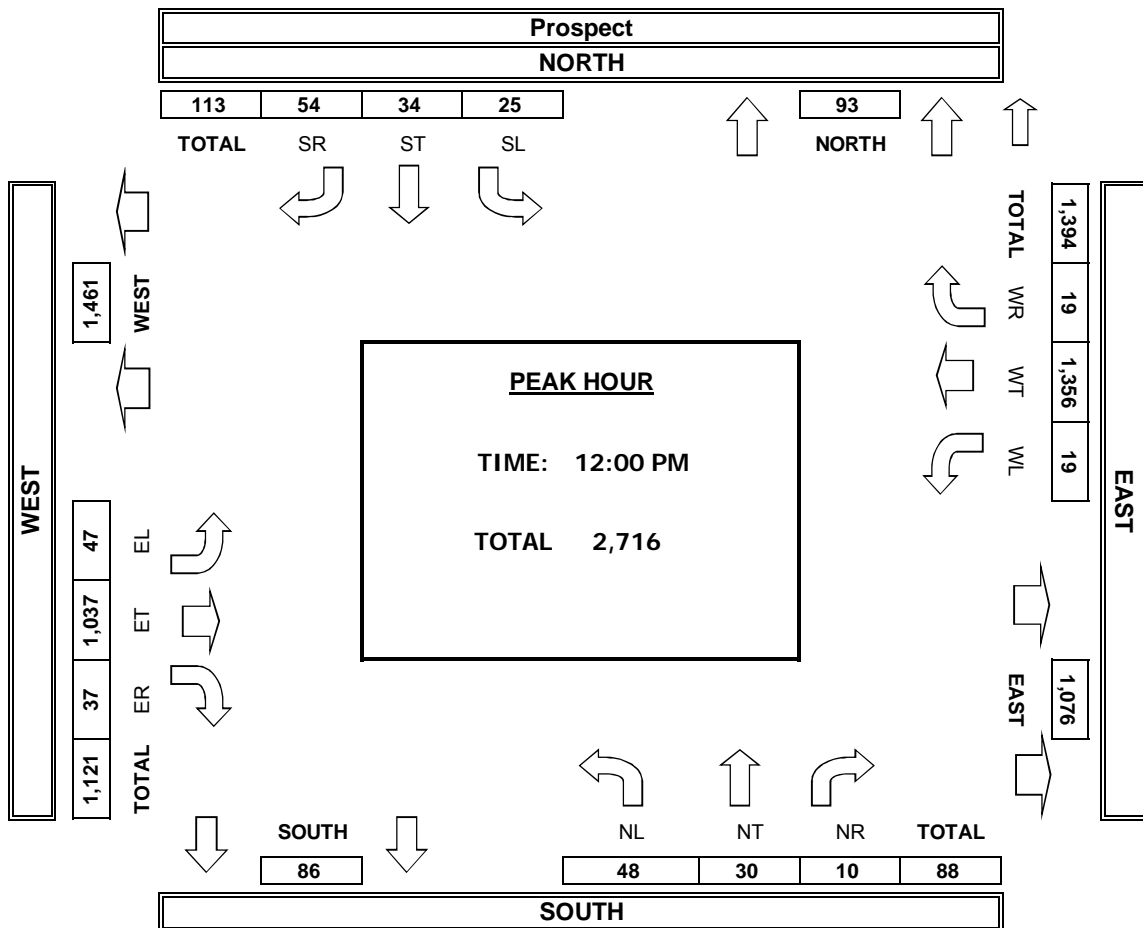 Prospect
NORTH
113 54 34 25
TOTAL SR ST SL
93
NORTH
WEST
1,461
WEST
47
EL
1,037
ET
37
ER
1,121
TOTAL
PEAK HOUR
TIME: 12:00 PM
TOTAL 2,716
TOTAL
1,394
WR
19
WT
1,356
WL
19
EAST
EAST
1,076
SOUTH
86
NL NT NR TOTAL
48 30 10 88
SOUTH